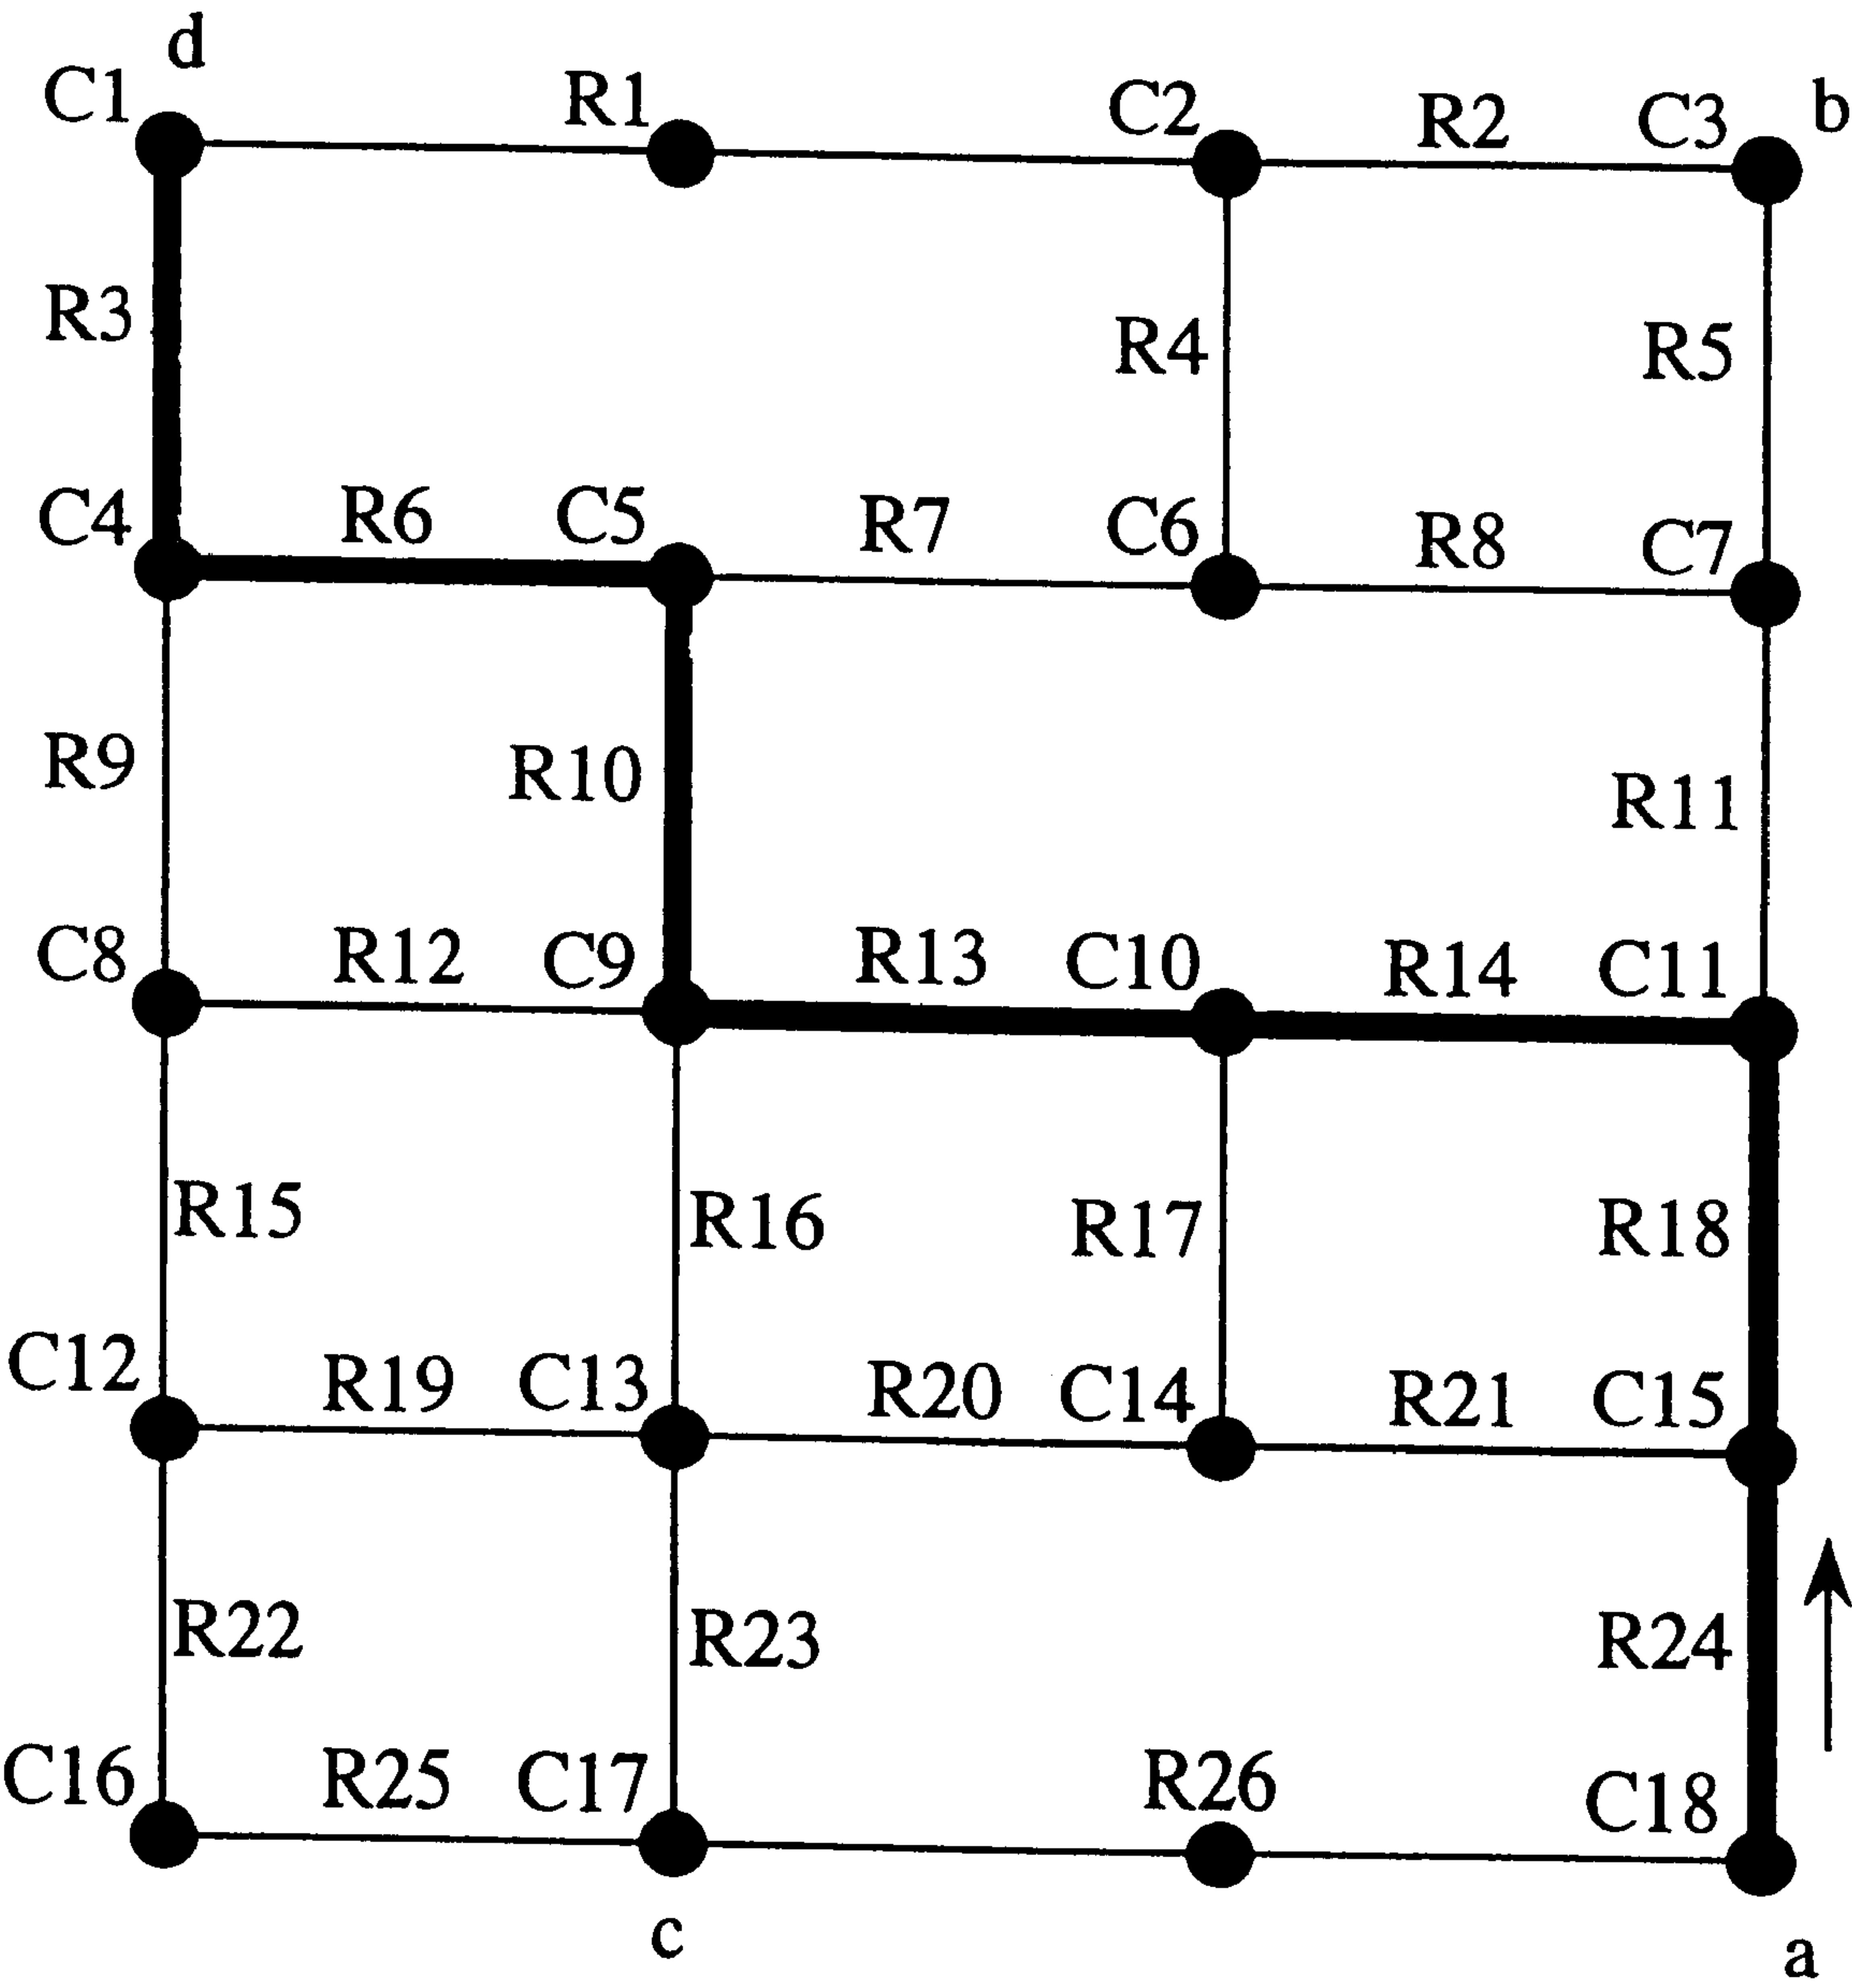 d
C1 R1 C2 R2 C3 b
R3 R4 R5
C4 R6 C5 R7 C6 R8 C7
R9 R10 R11
C8 R12 C9 R13 C10 R14 C11
R15 R16 R17 R18
C12 R19 C13 R20 C14 R21 C15
R22 R23 R24
C16 R25 C17 R26 C18
c a